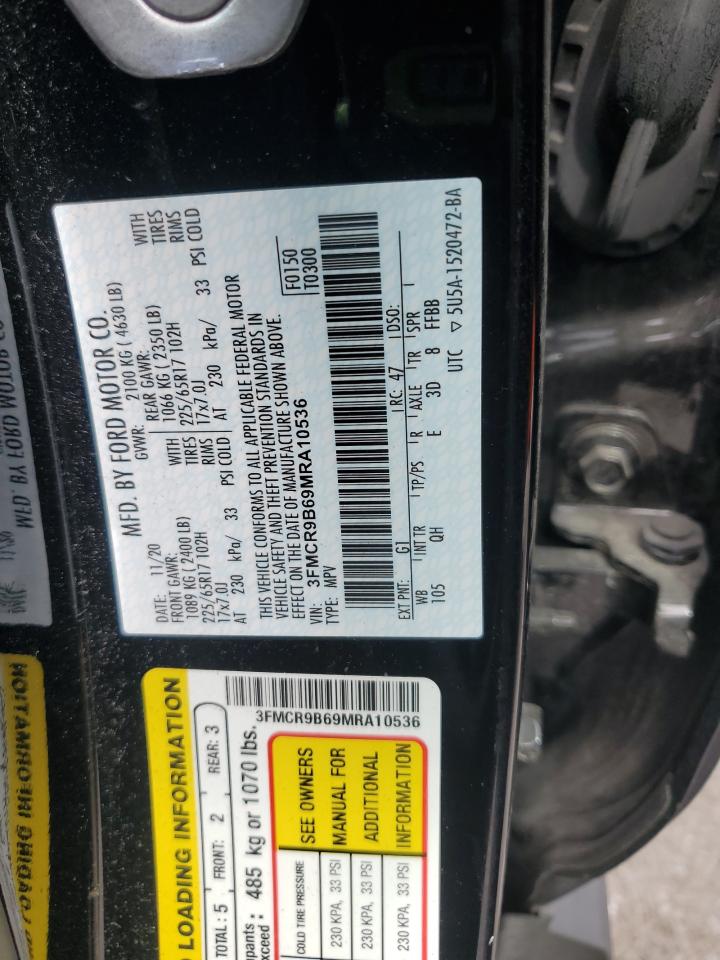 MFD. BY FORD MOTOR CO.
DATE: 11/20
GVWR: 2100 KG ( 4630 LB)
FRONT GAWR: REAR GAWR:
1089 KG ( 2400 LB) WITH 1066 KG ( 2350 LB) WITH
225/65R17 102H TIRES 225/65R17 102H TIRES
17x7.0J RIMS 17x7.0J RIMS
AT 230 kPa/ 33 PSI COLD AT 230 kPa/ 33 PSI COLD
THIS VEHICLE CONFORMS TO ALL APPLICABLE FEDERAL MOTOR
VEHICLE SAFETY AND THEFT PREVENTION STANDARDS IN
EFFECT ON THE DATE OF MANUFACTURE SHOWN ABOVE.
VIN: 3FMCR9B69MRA10536
TYPE: MPV
F0150
T0300
EXT PNT: G1 RC: 47 DSO:
WB INT TR TP/PS R AXLE TR SPR
105 QH E 3D 8 FFBB
UTC ▽ 5U5A-1520472-BA
LOADING INFORMATION
TOTAL : 5 FRONT: 2 REAR: 3
485 kg or 1070 lbs.
3FMCR9B69MRA10536
COLD TIRE PRESSURE
230 KPA, 33 PSI
230 KPA, 33 PSI
230 KPA, 33 PSI
SEE OWNERS
MANUAL FOR
ADDITIONAL
INFORMATION